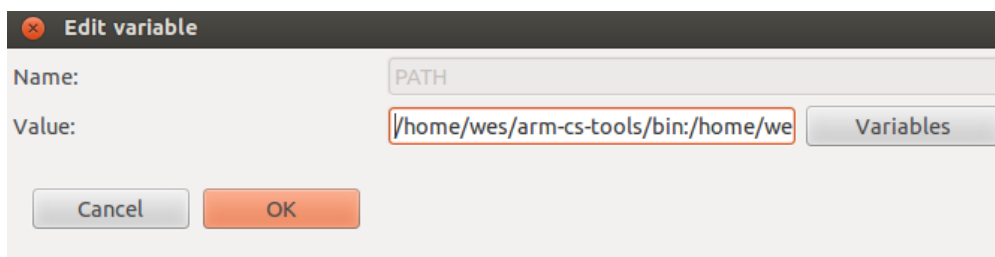 Edit variable
Name: PATH
Value: /home/wes/arm-cs-tools/bin:/home/we Variables
Cancel OK